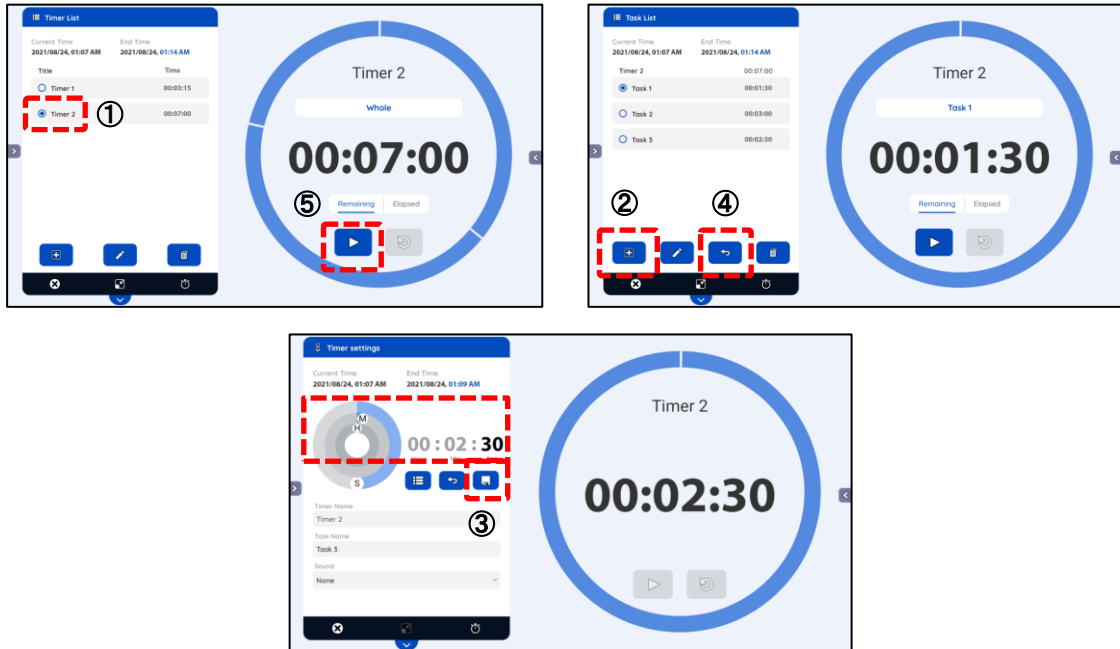 Timer List
Current Time End Time
2021/08/24, 01:07 AM 2021/08/24, 01:14 AM
Title Time
Timer 1 00:03:15
Timer 2 00:07:00
①
Timer 2
Whole
00:07:00
Remaining Elapsed
⑤
Task List
Current Time End Time
2021/08/24, 01:07 AM 2021/08/24, 01:14 AM
Timer 2 00:07:00
Task 1 00:01:30
Task 2 00:03:00
Task 3 00:02:30
② ④
Timer 2
Task 1
00:01:30
Remaining Elapsed
Timer settings
Current Time End Time
2021/08/24, 01:07 AM 2021/08/24, 01:09 AM
M
H
S
00 : 02 : 30
③
Timer Name
Timer 2
Task Name
Task 3
Sound
None
Timer 2
00:02:30